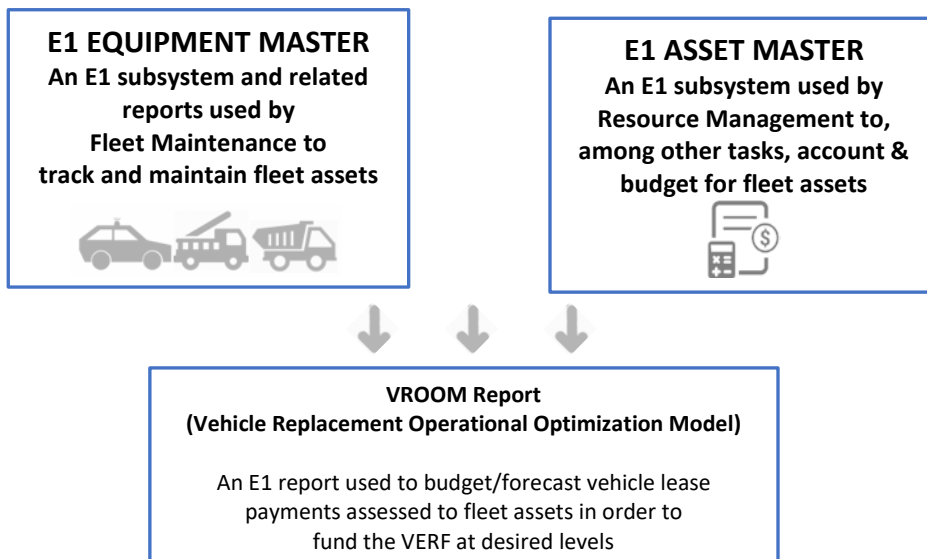 E1 EQUIPMENT MASTER
An E1 subsystem and related
reports used by
Fleet Maintenance to
track and maintain fleet assets
E1 ASSET MASTER
An E1 subsystem used by
Resource Management to,
among other tasks, account &
budget for fleet assets
$
VROOM Report
(Vehicle Replacement Operational Optimization Model)
An E1 report used to budget/forecast vehicle lease
payments assessed to fleet assets in order to
fund the VERF at desired levels